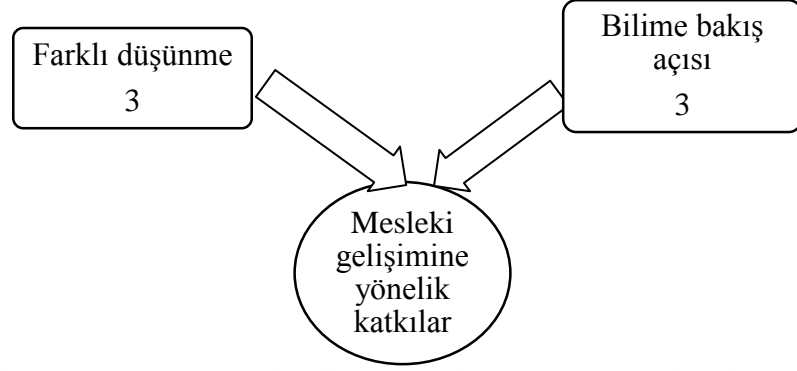 Farklı düşünme
3
Bilime bakış
açısı
3
Mesleki
gelişimine
yönelik
katkılar